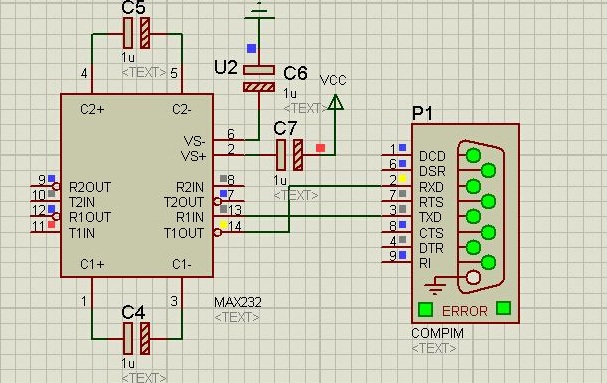 C5
1u
<TEXT>
4
5
U2
C6
1u
<TEXT>
VCC
C2+
C2-
C7
P1
VS-
6
VS+
2
1u
<TEXT>
1
DCD
6
DSR
9
R2OUT
R2IN
8
2
RXD
10
T2IN
T2OUT
7
7
RTS
12
R1OUT
R1IN
13
3
TXD
11
T1IN
T1OUT
14
8
CTS
4
DTR
9
RI
C1+
C1-
1
3
MAX232
<TEXT>
ERROR
C4
COMPIM
<TEXT>
1u
<TEXT>